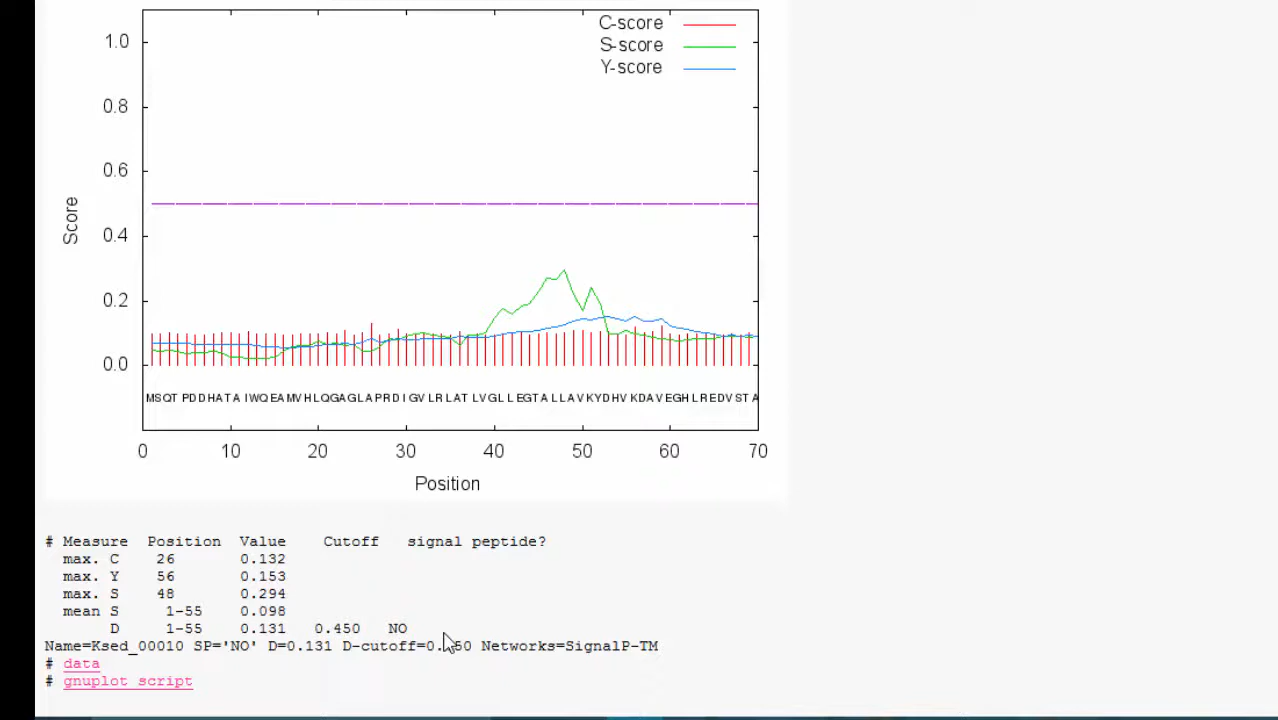 C-score
S-score
Y-score
1.0
0.8
0.6
0.4
0.2
0.0
Score
MSQTPDDHATAIWQEAMVHLQGAGLAPRDIGVLRLATLVGLLEGTALLAVKYDHVKDAVEGHLREDVSTA
0 10 20 30 40 50 60 70
Position
# Measure Position Value Cutoff signal peptide?
max. C 26 0.132
max. Y 56 0.153
max. S 48 0.294
mean S 1-55 0.098
D 1-55 0.131 0.450 NO
Name=Ksed_00010 SP='NO' D=0.131 D-cutoff=0.450 Networks=SignalP-TM
# data
# gnuplot script